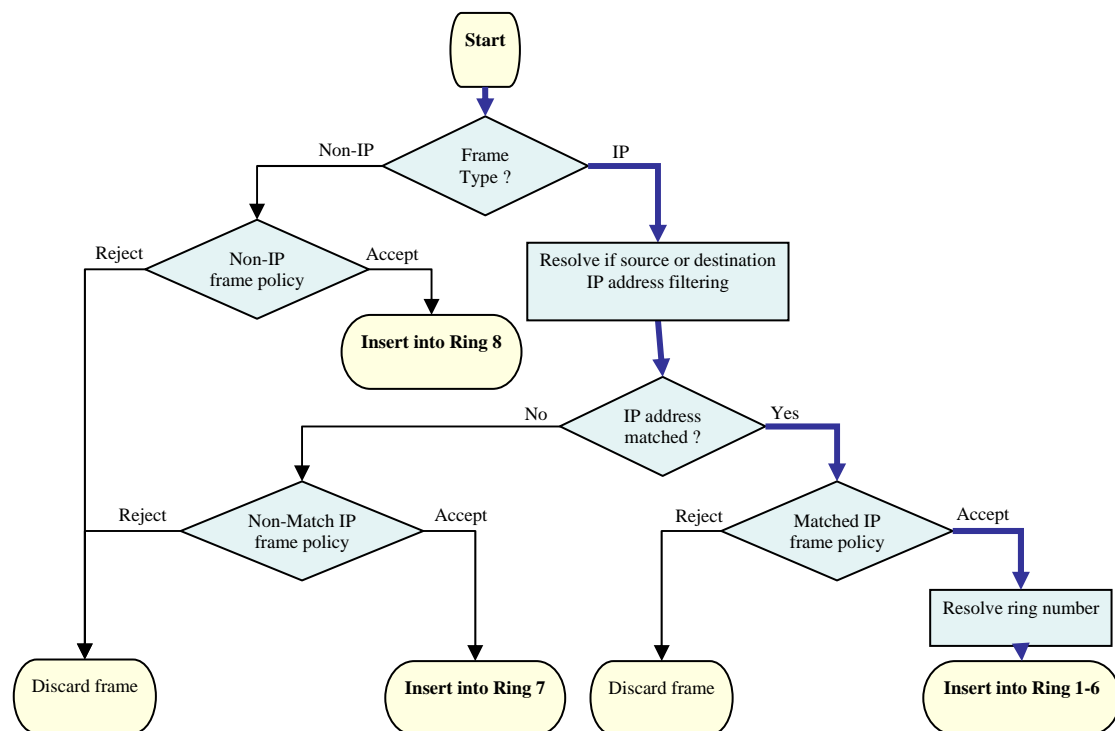 Start
Non-IP
Frame
Type ?
IP
Reject
Non-IP
frame policy
Accept
Resolve if source or destination
IP address filtering
Insert into Ring 8
No
IP address
matched ?
Yes
Reject
Non-Match IP
frame policy
Accept
Reject
Matched IP
frame policy
Accept
Resolve ring number
Discard frame
Insert into Ring 7
Discard frame
Insert into Ring 1-6